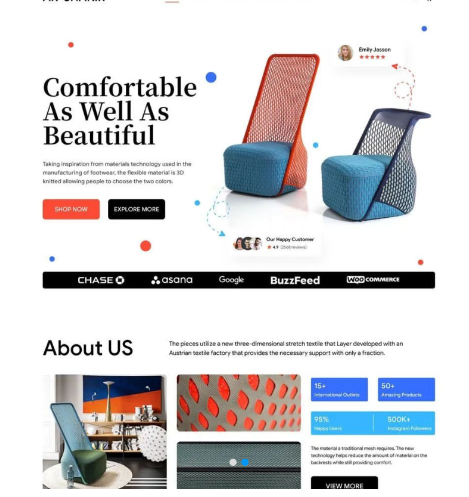 Emily Jasson
Comfortable
As Well As
Beautiful
Taking inspiration from materials technology used in the
manufacturing of footwear, the flexible material is 3D
knitted allowing people to choose the two colors.
SHOP NOW
EXPLORE MORE
Our Happy Customer
4.9
CHASE
asana
Google
BuzzFeed
WOO COMMERCE
About US
The pieces utilize a new three-dimensional stretch textile that Layer developed with an
Austrian textile factory that provides the necessary support with only a fraction.
15+
International Outlets
50+
Amazing Products
95%
Happy Users
500K+
Instagram Followers
The material a traditional mesh requires. The new
technology helps reduce the amount of material on the
backrests while still providing comfort.
VIEW MORE